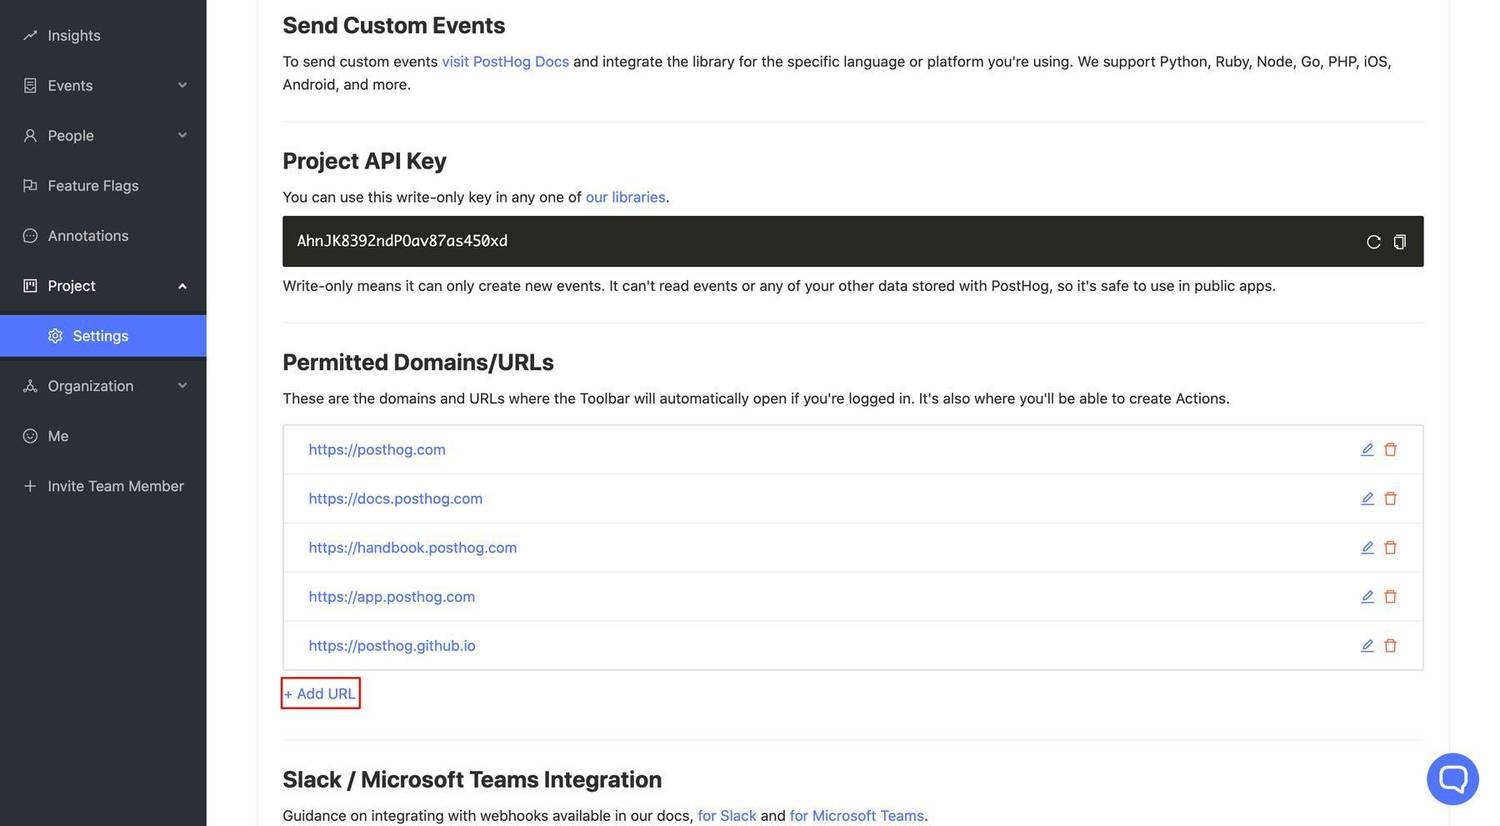 Insights
Events
People
Feature Flags
Annotations
Project
Settings
Organization
Me
Invite Team Member
Send Custom Events
To send custom events visit PostHog Docs and integrate the library for the specific language or platform you're using. We support Python, Ruby, Node, Go, PHP, iOS,
Android, and more.
Project API Key
You can use this write-only key in any one of our libraries.
AhnJK8392ndPOav87as450xd
Write-only means it can only create new events. It can't read events or any of your other data stored with PostHog, so it's safe to use in public apps.
Permitted Domains/URLs
These are the domains and URLs where the Toolbar will automatically open if you're logged in. It's also where you'll be able to create Actions.
https://posthog.com
https://docs.posthog.com
https://handbook.posthog.com
https://app.posthog.com
https://posthog.github.io
+ Add URL
Slack / Microsoft Teams Integration
Guidance on integrating with webhooks available in our docs, for Slack and for Microsoft Teams.